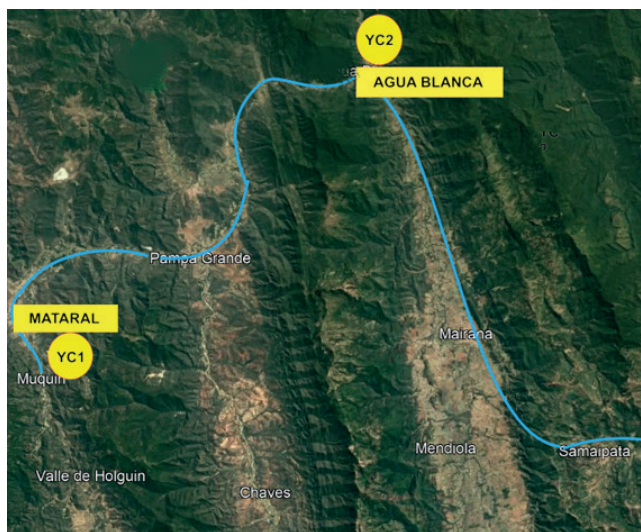 YC2
AGUA BLANCA
Pampa Grande
MATARAL
YC1
Muquin
Mairana
Mendiola
Samaipata
Valle de Holguin
Chaves